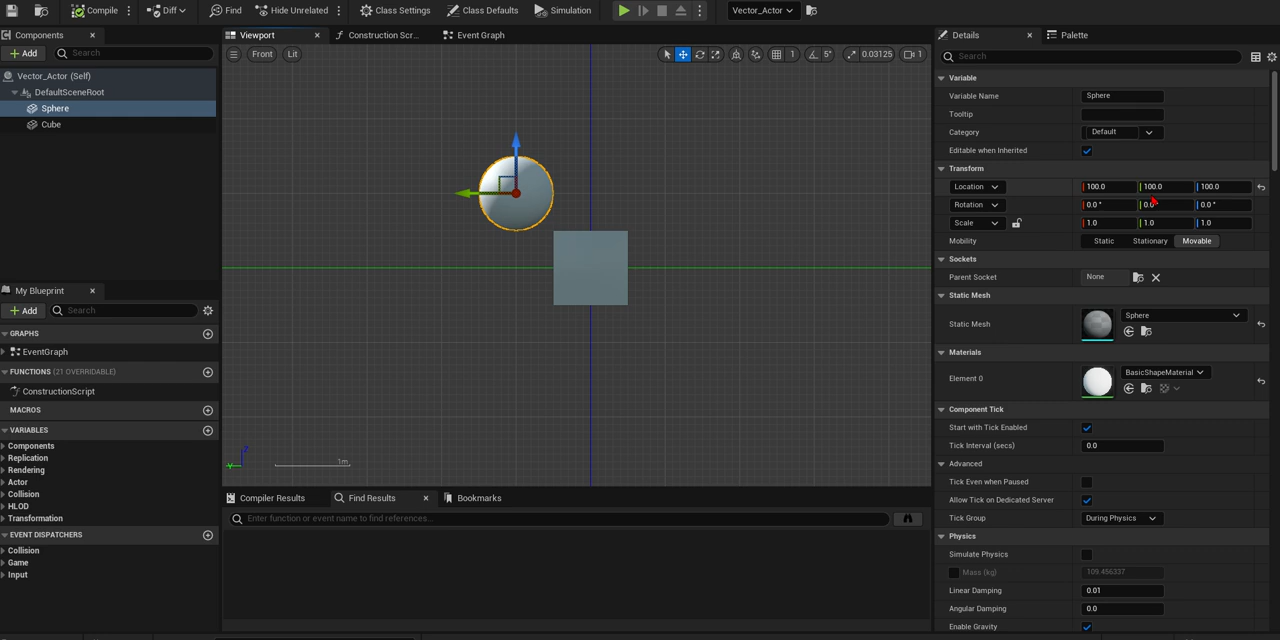 Compile
Diff
Find
Hide Unrelated
Class Settings
Class Defaults
Simulation
Vector_Actor
Components
Add
Search
Vector_Actor (Self)
DefaultSceneRoot
Sphere
Cube
My Blueprint
Add
Search
GRAPHS
EventGraph
FUNCTIONS (21 OVERRIDABLE)
ConstructionScript
MACROS
VARIABLES
Components
Replication
Rendering
Actor
Collision
HLOD
Transformation
EVENT DISPATCHERS
Collision
Game
Input
Viewport
Construction Scr...
Event Graph
Front
Lit
1
5°
0.03125
1
Z
Y
1m
Compiler Results
Find Results
Bookmarks
Enter function or event name to find references...
Details
Palette
Search
Variable
Variable Name Sphere
Tooltip
Category Default
Editable when Inherited
Transform
Location 100.0 100.0 100.0
Rotation 0.0 ° 0.0 0.0 °
Scale 1.0 1.0 1.0
Mobility Static Stationary Movable
Sockets
Parent Socket None
Static Mesh
Static Mesh Sphere
Materials
Element 0 BasicShapeMaterial
Component Tick
Start with Tick Enabled
Tick Interval (secs) 0.0
Advanced
Tick Even when Paused
Allow Tick on Dedicated Server
Tick Group During Physics
Physics
Simulate Physics
Mass (kg) 109.456337
Linear Damping 0.01
Angular Damping 0.0
Enable Gravity